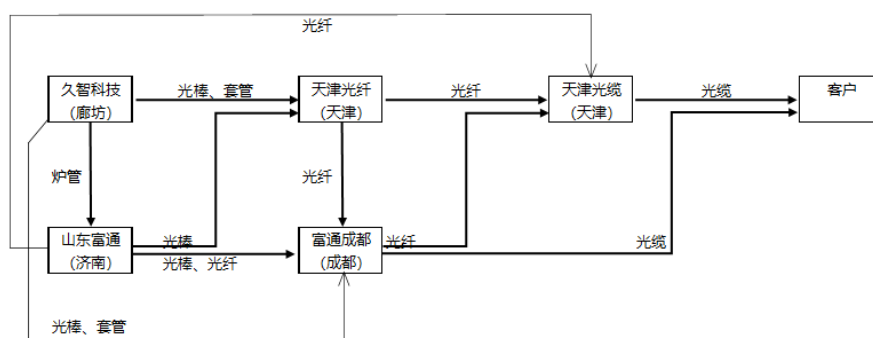 光纤
久智科技
(廊坊)
光棒、套管
天津光纤
(天津)
光纤
天津光缆
(天津)
光缆
客户
炉管
光纤
山东富通
(济南)
光棒
光棒、光纤
富通成都
(成都)
光纤
光缆
光棒、套管